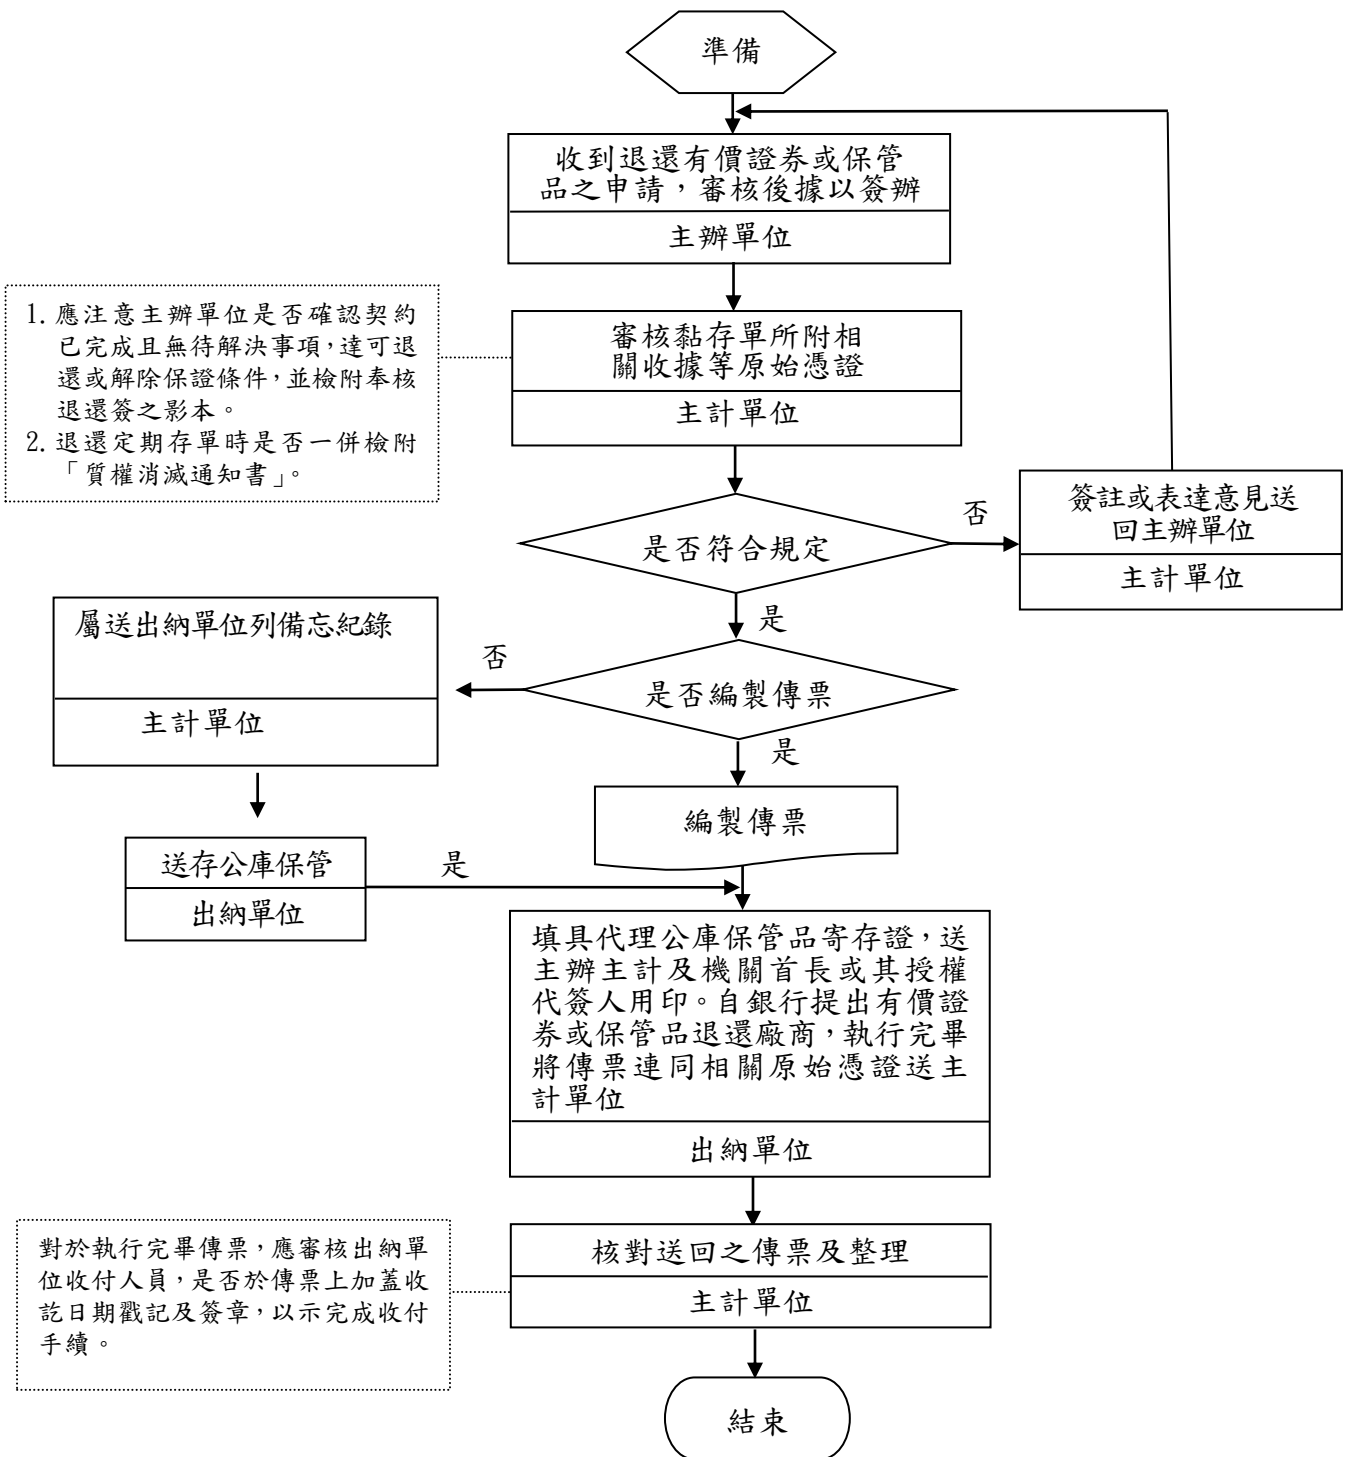 準備
收到退還有價證券或保管
品之申請，審核後據以簽辦
主辦單位
1. 應注意主辦單位是否確認契約
已完成且無待解決事項，達可退
還或解除保證條件，並檢附奉核
退還簽之影本。
2. 退還定期存單時是否一併檢附
「質權消滅通知書」。
審核黏存單所附相
關收據等原始憑證
主計單位
是否符合規定
否
簽註或表達意見送
回主辦單位
主計單位
是
屬送出納單位列備忘紀錄
主計單位
否
是否編製傳票
是
編製傳票
送存公庫保管
出納單位
是
填具代理公庫保管品寄存證，送
主辦主計及機關首長或其授權
代簽人用印。自銀行提出有價證
券或保管品退還廠商，執行完畢
將傳票連同相關原始憑證送主
計單位
出納單位
對於執行完畢傳票，應審核出納單
位收付人員，是否於傳票上加蓋收
訖日期戳記及簽章，以示完成收付
手續。
核對送回之傳票及整理
主計單位
結束